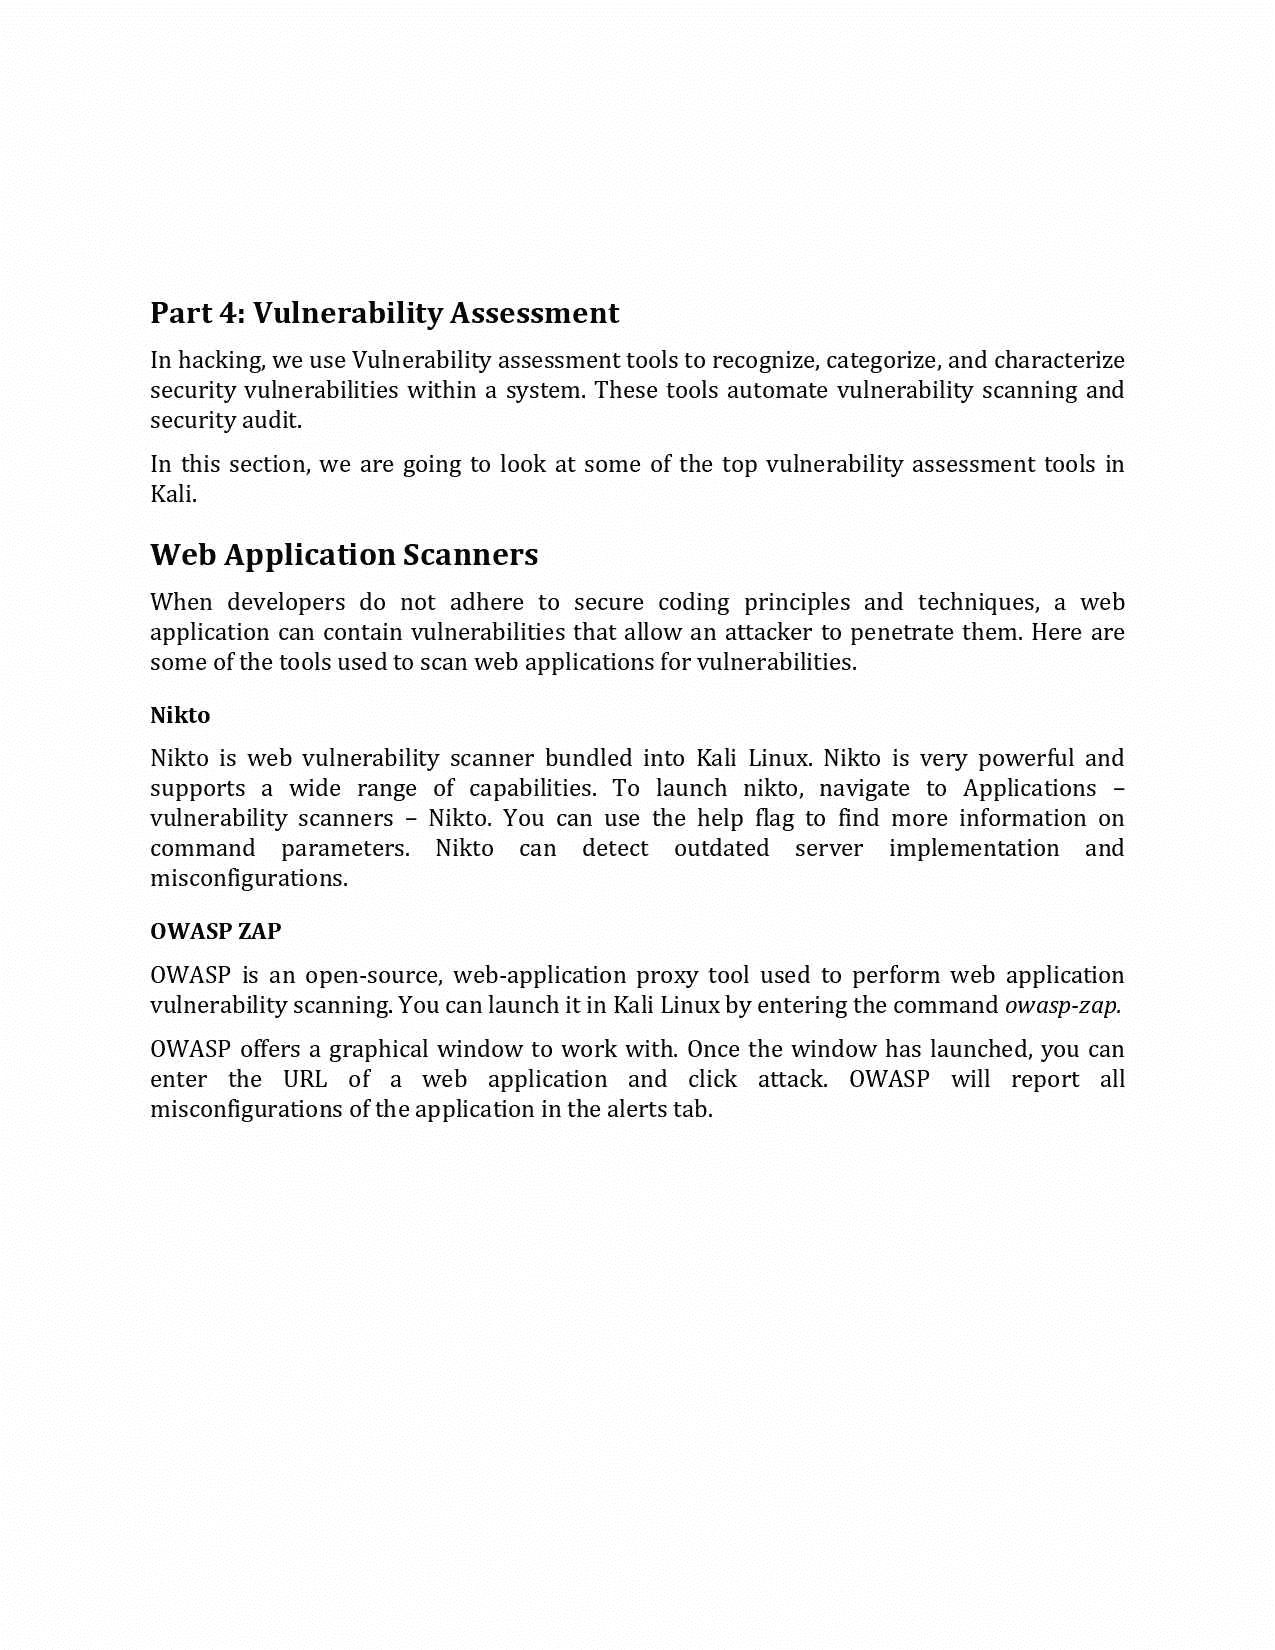 Part 4: Vulnerability Assessment
In hacking, we use Vulnerability assessment tools to recognize, categorize, and characterize
security vulnerabilities within a system. These tools automate vulnerability scanning and
security audit.
In this section, we are going to look at some of the top vulnerability assessment tools in
Kali.
Web Application Scanners
When developers do not adhere to secure coding principles and techniques, a web
application can contain vulnerabilities that allow an attacker to penetrate them. Here are
some of the tools used to scan web applications for vulnerabilities.
Nikto
Nikto is web vulnerability scanner bundled into Kali Linux. Nikto is very powerful and
supports a wide range of capabilities. To launch nikto, navigate to Applications –
vulnerability scanners – Nikto. You can use the help flag to find more information on
command parameters. Nikto can detect outdated server implementation and
misconfigurations.
OWASP ZAP
OWASP is an open-source, web-application proxy tool used to perform web application
vulnerability scanning. You can launch it in Kali Linux by entering the command owasp-zap.
OWASP offers a graphical window to work with. Once the window has launched, you can
enter the URL of a web application and click attack. OWASP will report all
misconfigurations of the application in the alerts tab.